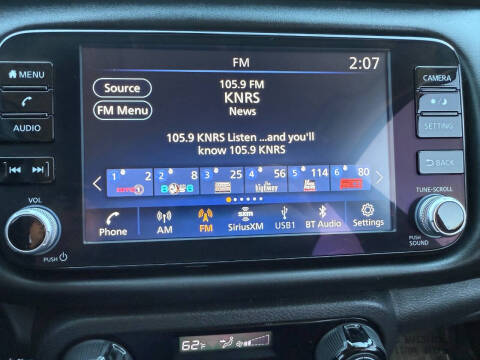 FM
2:07
MENU
AUDIO
VOL
PUSH
Source
FM Menu
105.9 FM
KNRS
News
105.9 KNRS Listen ...and you'll
know 105.9 KNRS
1 2 2 8 3 25 4 56 5 114 6 80
highway
Phone
AM
FM
SXM
SiriusXM
USB1
BT Audio
Settings
CAMERA
SETTING
BACK
TUNE·SCROLL
PUSH
SOUND
62°F